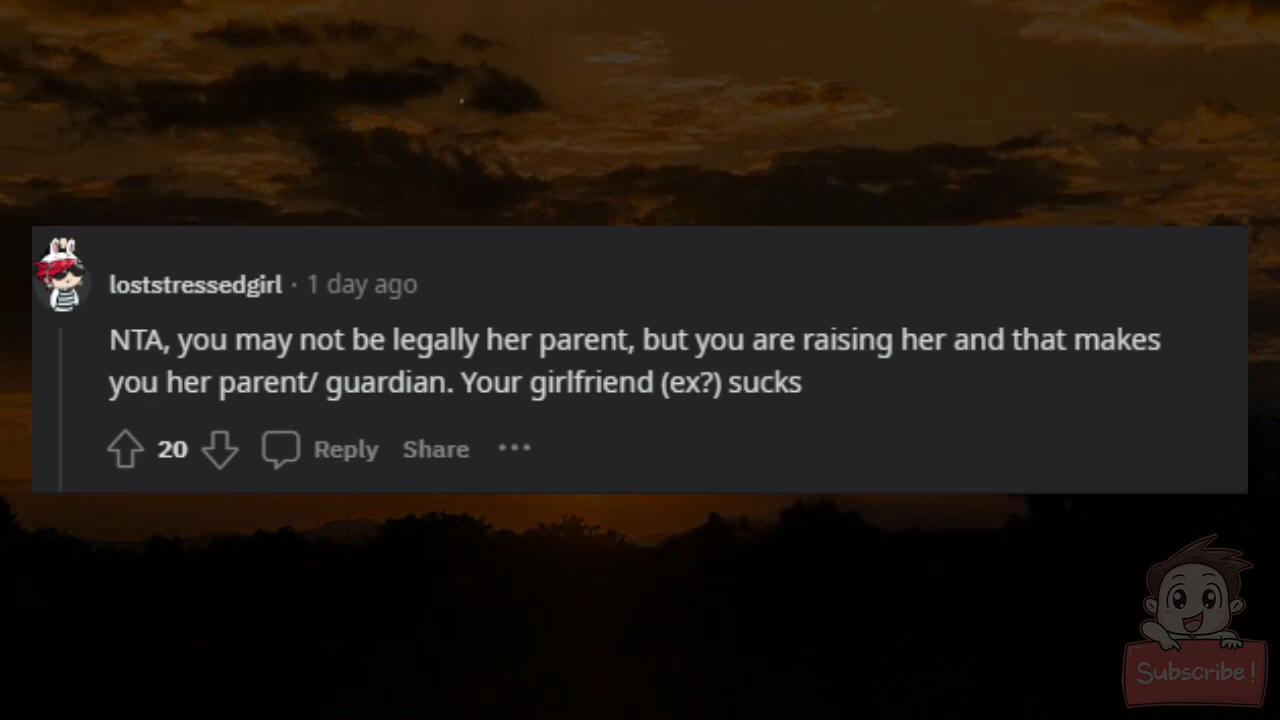 loststressedgirl · 1 day ago
NTA, you may not be legally her parent, but you are raising her and that makes
you her parent/ guardian. Your girlfriend (ex?) sucks
20 Reply Share ···
Subscribe!